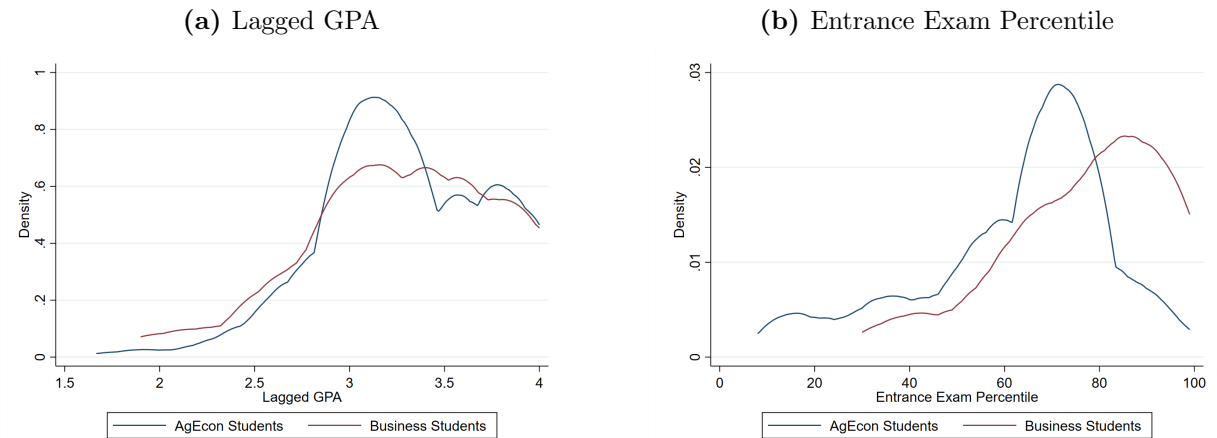 (a) Lagged GPA
1
.8
.6
.4
.2
0
Density
1.5 2 2.5 3 3.5 4
Lagged GPA
AgEcon Students Business Students
(b) Entrance Exam Percentile
.03
.02
.01
0
Density
0 20 40 60 80 100
Entrance Exam Percentile
AgEcon Students Business Students